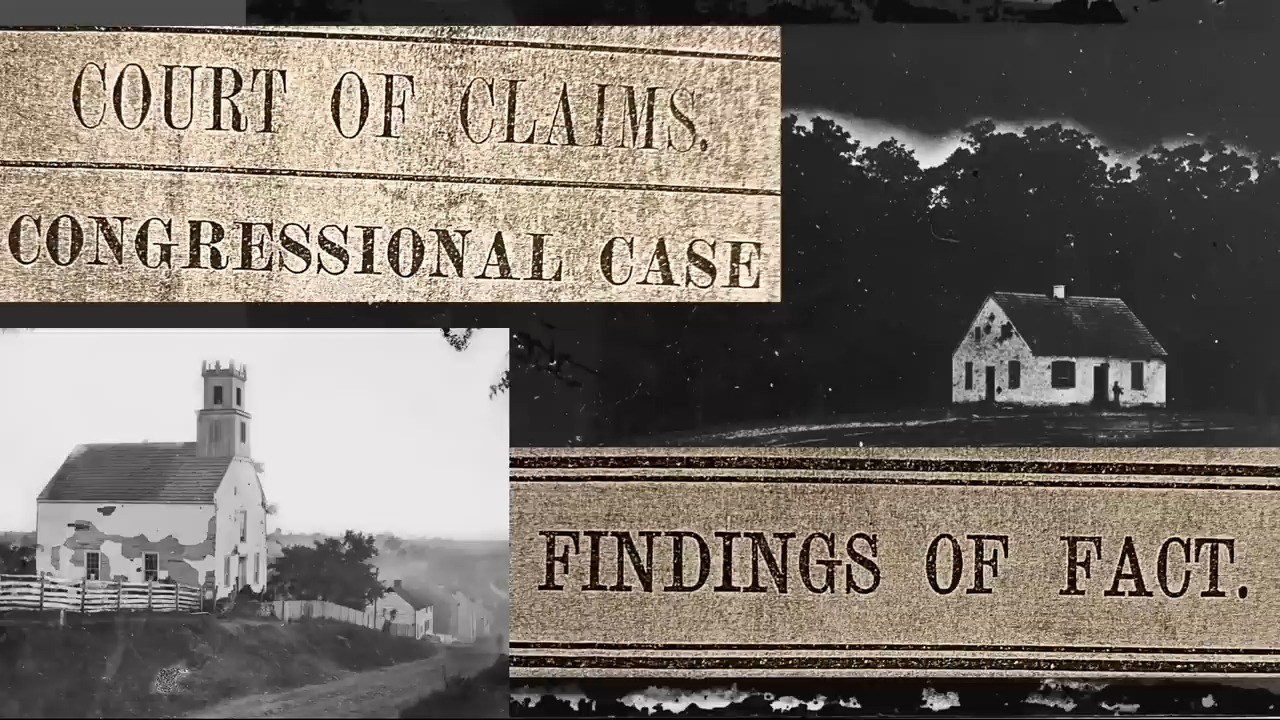 COURT OF CLAIMS.
CONGRESSIONAL CASE
FINDINGS OF FACT.